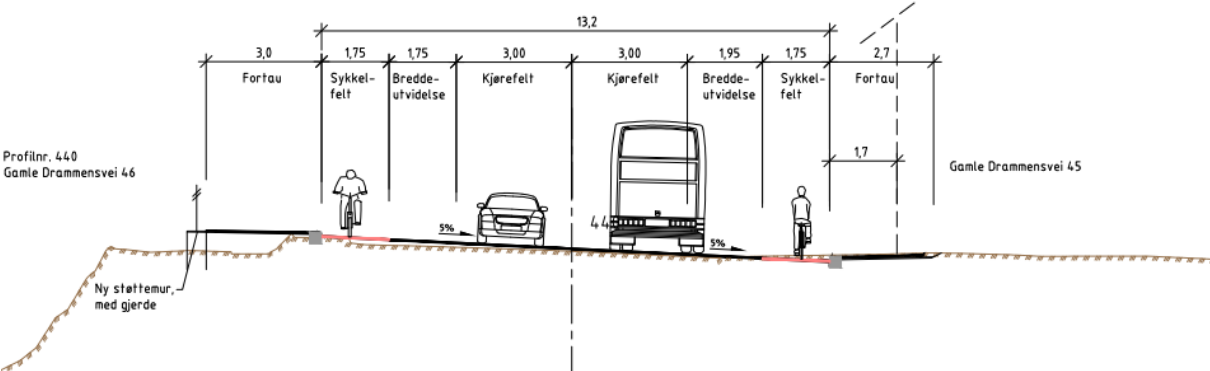 13,2
3,0
1,75
1,75
3,00
3,00
1,95
1,75
2,7
Fortau
Sykkel-
felt
Bredde-
utvidelse
Kjørefelt
Kjørefelt
Bredde-
utvidelse
Sykkel-
felt
Fortau
1,7
Profilnr. 440
Gamle Drammensvei 46
Gamle Drammensvei 45
44
5%
5%
Ny støttemur,
med gjerde